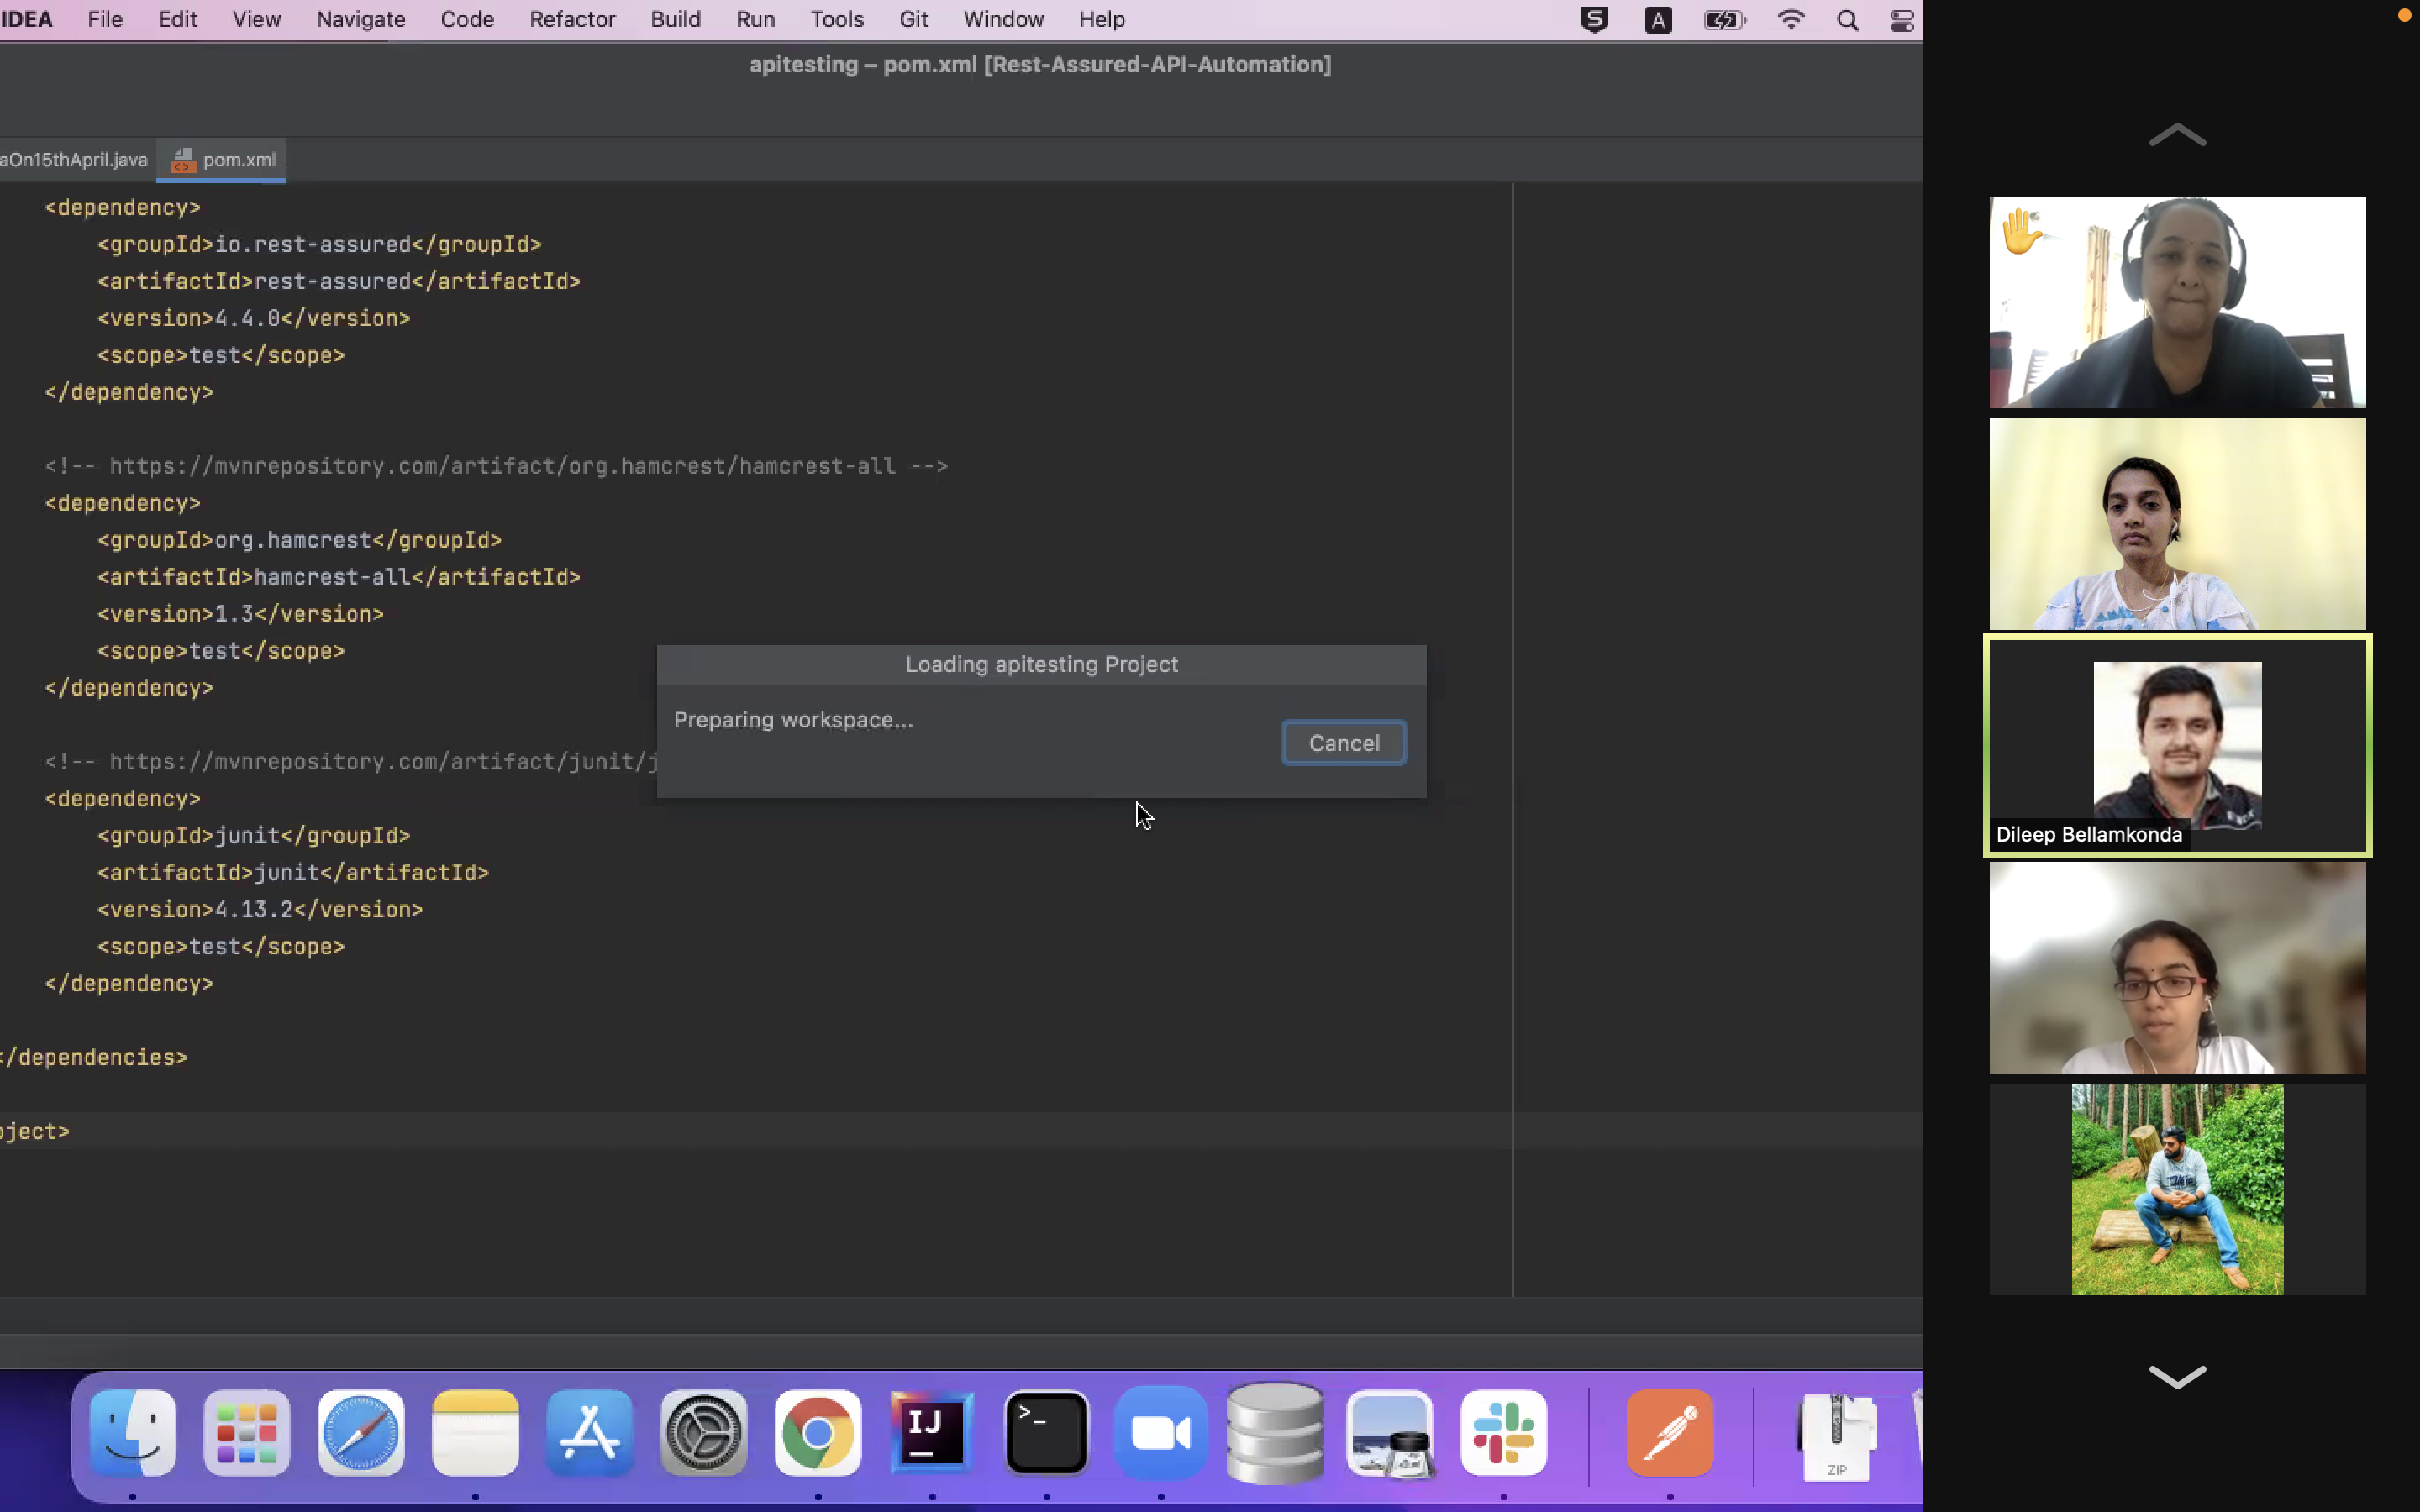 IDEA File Edit View Navigate Code Refactor Build Run Tools Git Window Help S A
apitesting – pom.xml [Rest-Assured-API-Automation]
aOn15thApril.java pom.xml
<dependency>
<groupId>io.rest-assured</groupId>
<artifactId>rest-assured</artifactId>
<version>4.4.0</version>
<scope>test</scope>
</dependency>
<!-- https://mvnrepository.com/artifact/org.hamcrest/hamcrest-all -->
<dependency>
<groupId>org.hamcrest</groupId>
<artifactId>hamcrest-all</artifactId>
<version>1.3</version>
<scope>test</scope>
</dependency>
<!-- https://mvnrepository.com/artifact/junit/j
<dependency>
<groupId>junit</groupId>
<artifactId>junit</artifactId>
<version>4.13.2</version>
<scope>test</scope>
</dependency>
</dependencies>
oject>
Loading apitesting Project
Preparing workspace...
Cancel
Dileep Bellamkonda
IJ
>_
ZIP